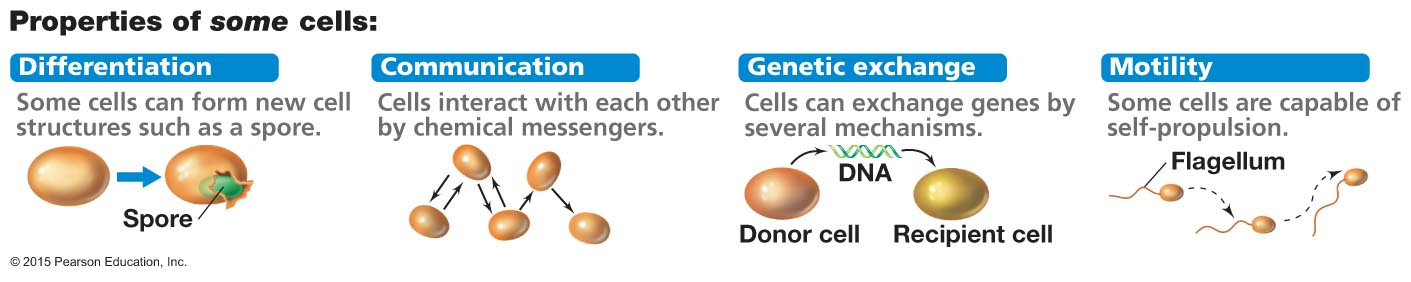 Properties of some cells:
Differentiation
Some cells can form new cell
structures such as a spore.
Spore
Communication
Cells interact with each other
by chemical messengers.
Genetic exchange
Cells can exchange genes by
several mechanisms.
DNA
Donor cell
Recipient cell
Motility
Some cells are capable of
self-propulsion.
Flagellum
© 2015 Pearson Education, Inc.